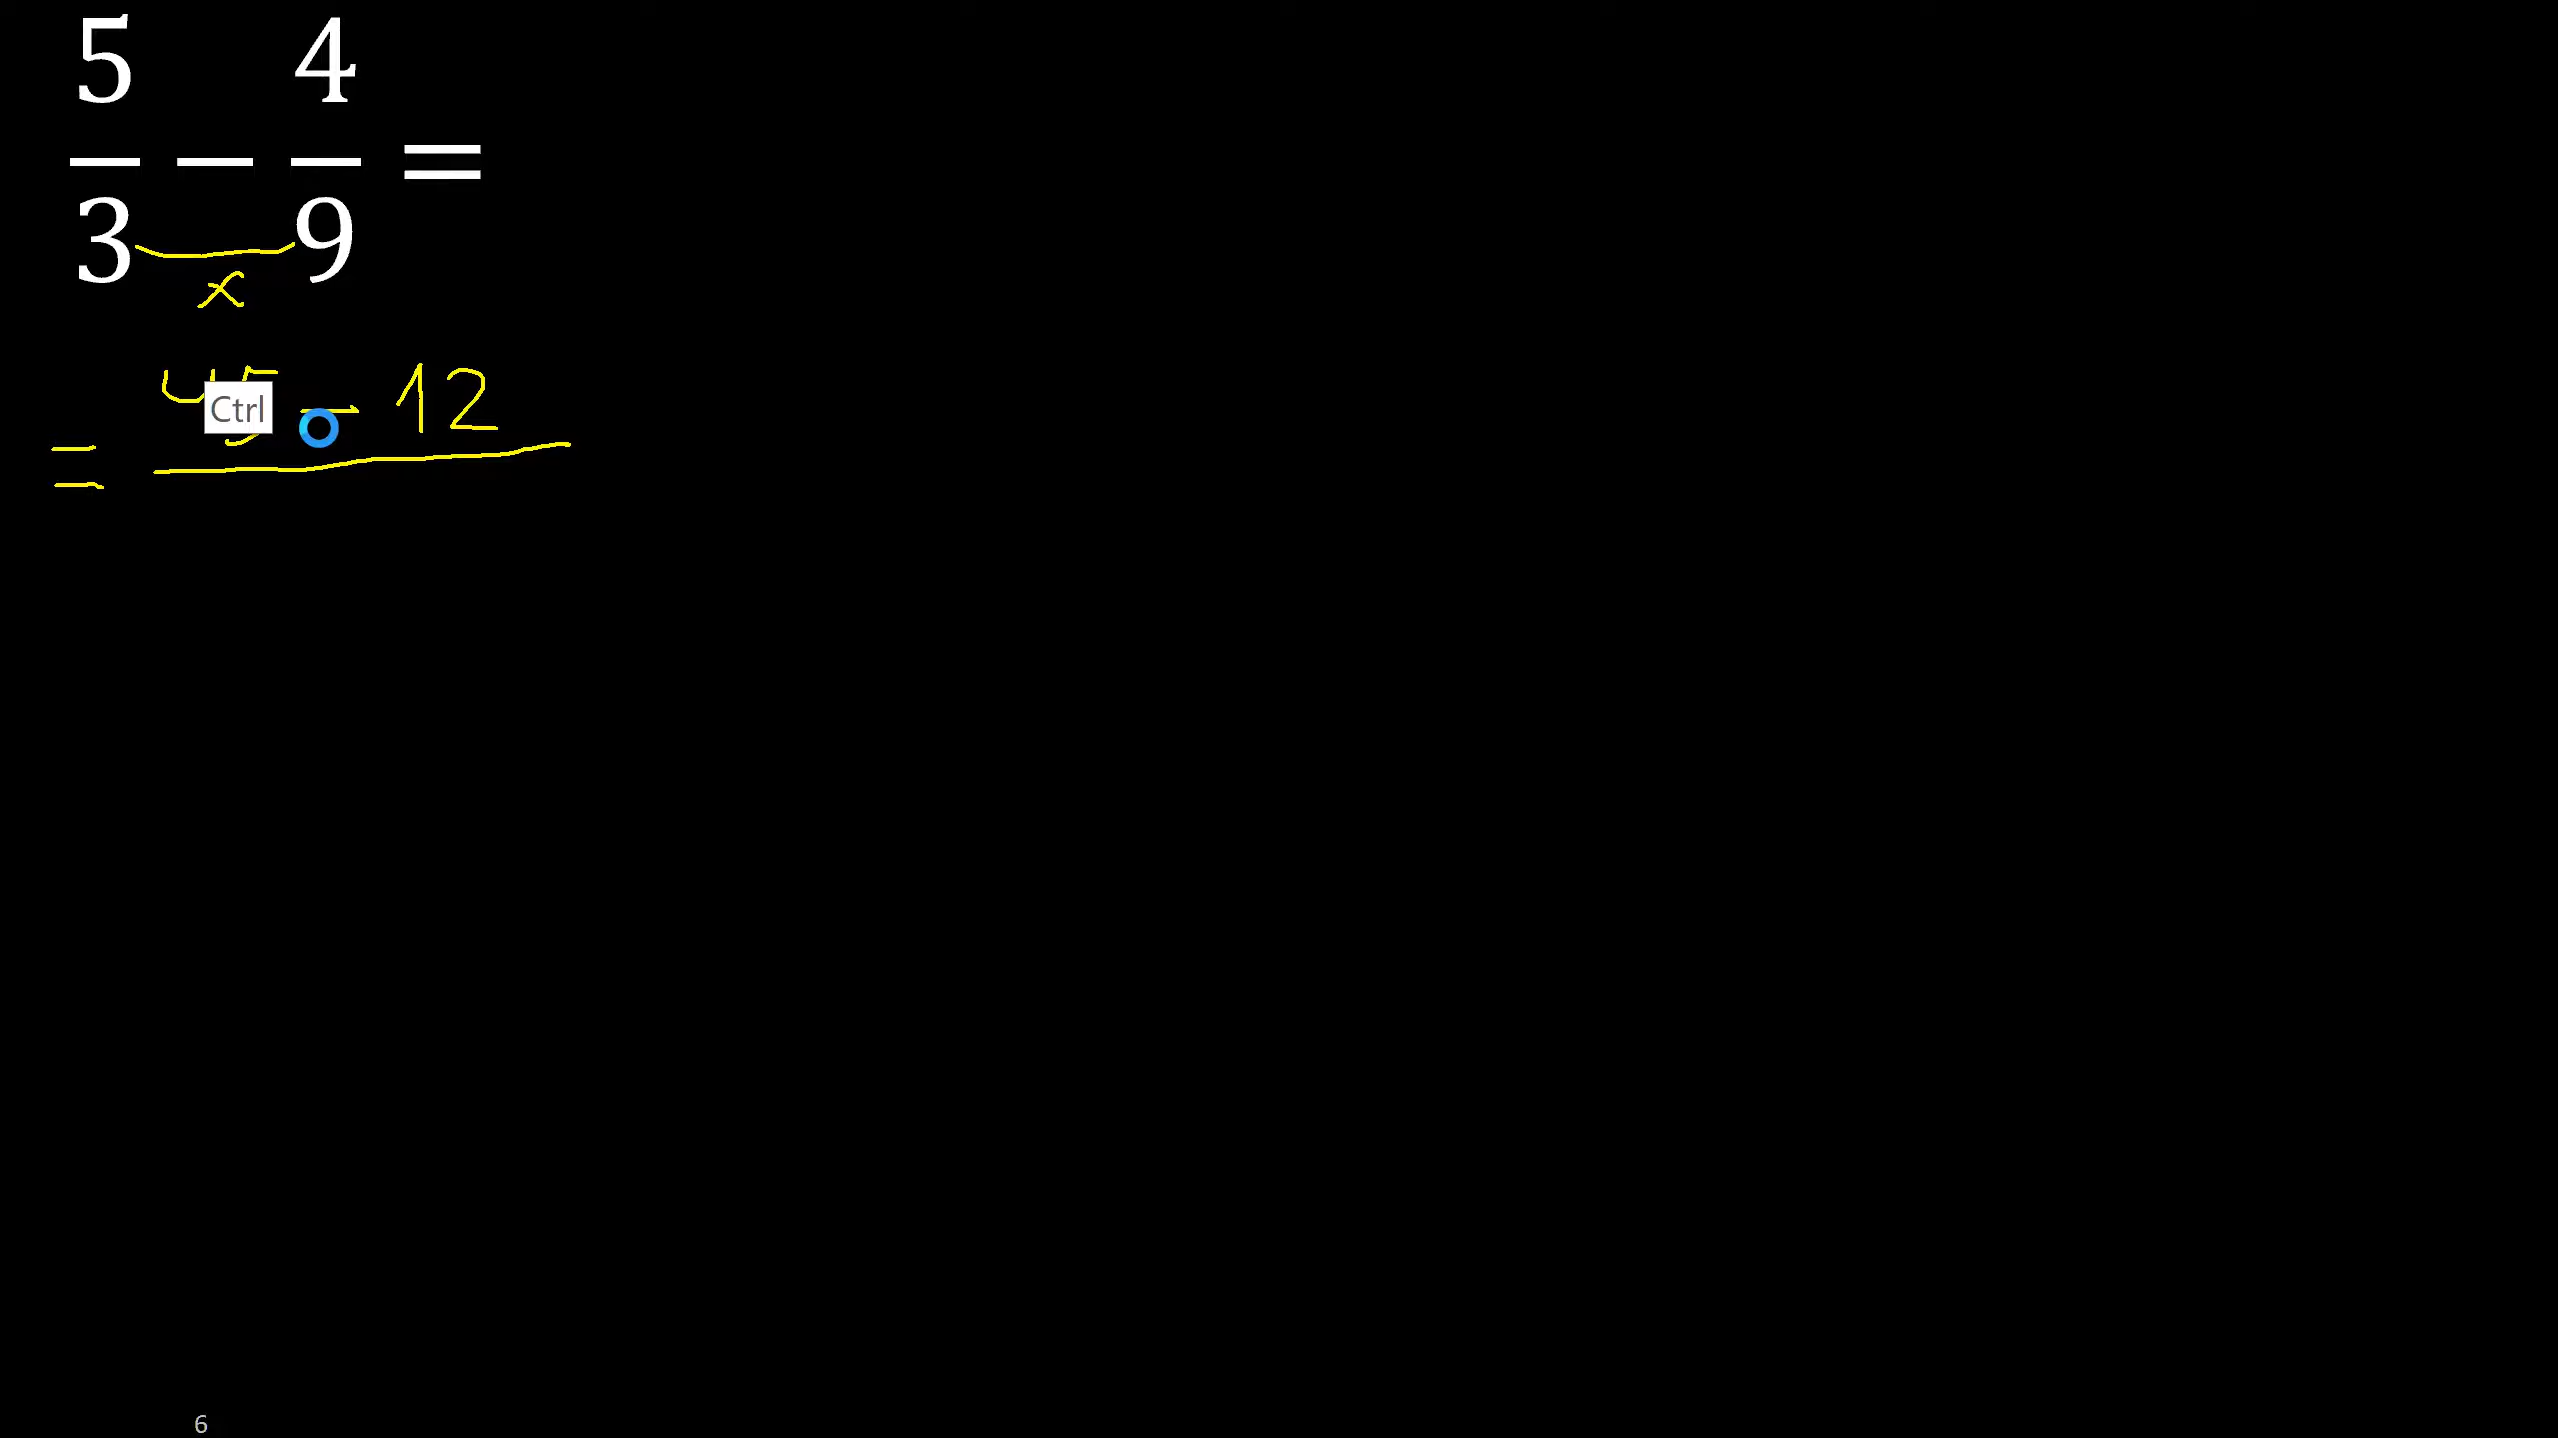 5 4
— − — =
3 9
x
= 45 − 12
Ctrl
6